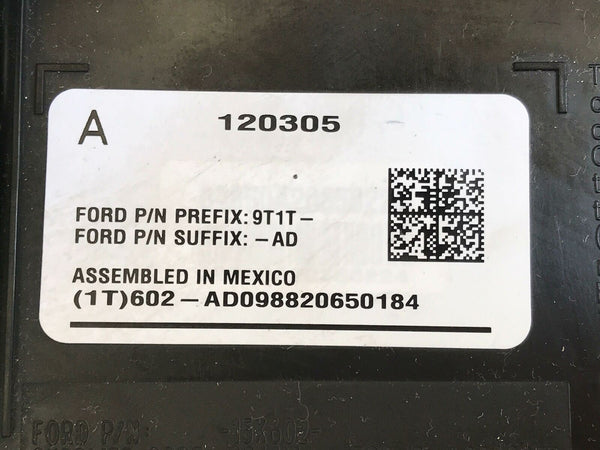 A
120305
FORD P/N PREFIX: 9T1T-
FORD P/N SUFFIX: -AD
ASSEMBLED IN MEXICO
(1T)602-AD098820650184
FORD P/N: